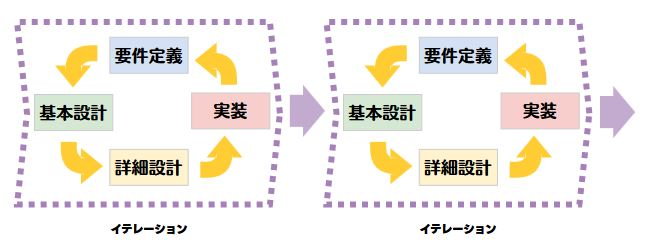 要件定義
基本設計
実装
詳細設計
イテレーション
要件定義
基本設計
実装
詳細設計
イテレーション